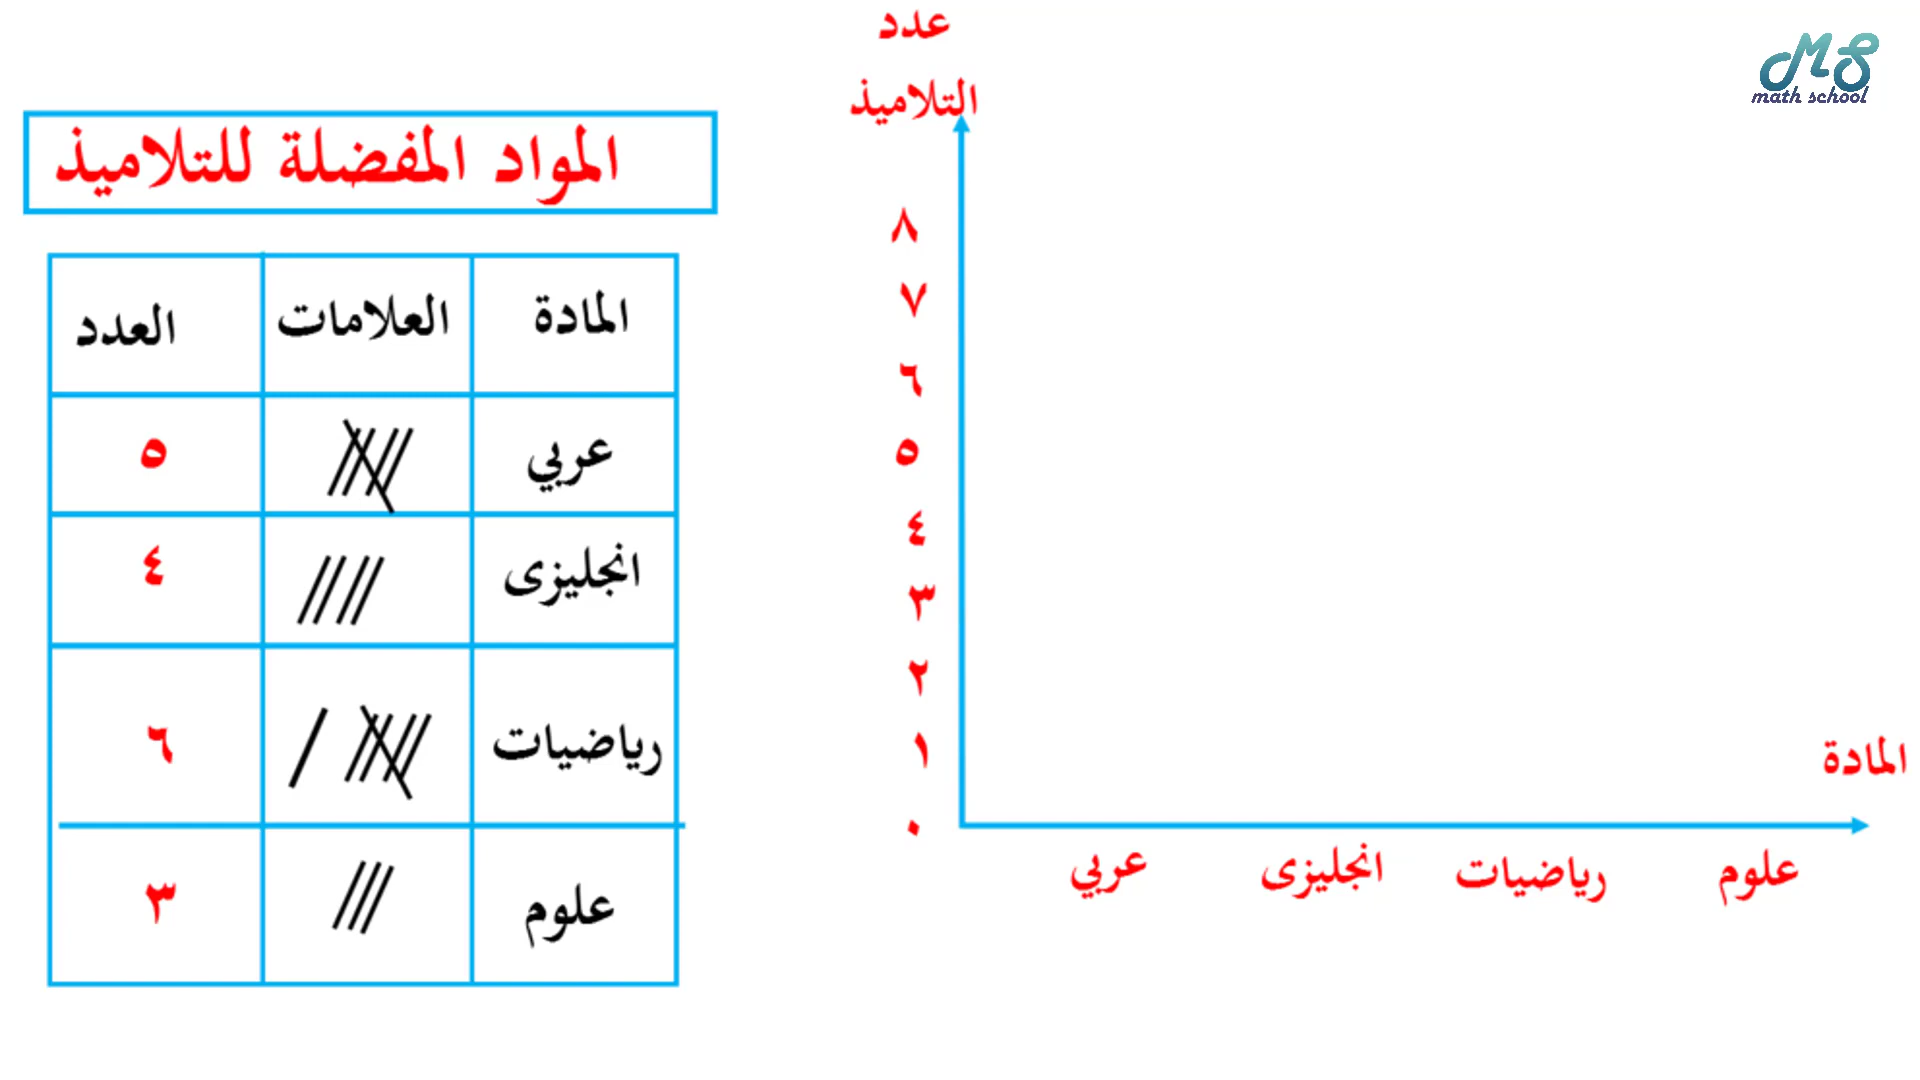 المواد المفضلة للتلاميذ
المادة العلامات العدد
عربي ٥
انجليزى ٤
رياضيات ٦
علوم ٣
عدد
التلاميذ
٨
٧
٦
٥
٤
٣
٢
١
٠
عربي انجليزى رياضيات علوم
المادة
MS
math school